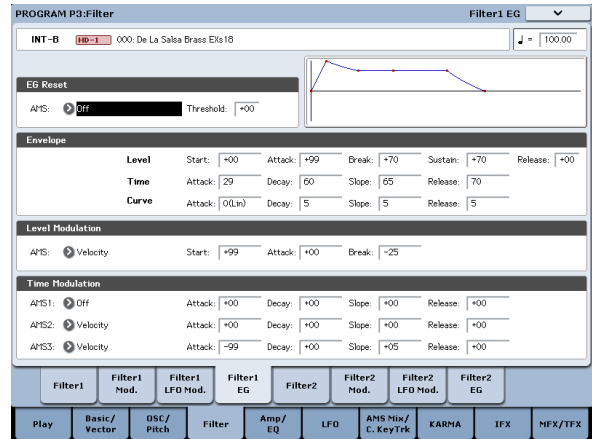 PROGRAM P3:Filter Filter1 EG
INT-B HD-1 000: De La Salsa Brass EXs18 ♩ = 100.00
EG Reset
AMS: Off Threshold: +00
Envelope
Level Start: +00 Attack: +99 Break: +70 Sustain: +70 Release: +00
Time Attack: 29 Decay: 60 Slope: 65 Release: 70
Curve Attack: 0(Lin) Decay: 5 Slope: 5 Release: 5
Level Modulation
AMS: Velocity Start: +99 Attack: +00 Break: -25
Time Modulation
AMS1: Off Attack: +00 Decay: +00 Slope: +00 Release: +00
AMS2: Velocity Attack: +00 Decay: +00 Slope: +00 Release: +00
AMS3: Velocity Attack: -99 Decay: +00 Slope: +05 Release: +00
Filter1
Filter1
Mod.
Filter1
LFO Mod.
Filter1
EG
Filter2
Filter2
Mod.
Filter2
LFO Mod.
Filter2
EG
Play
Basic/
Vector
OSC/
Pitch
Filter
Amp/
EQ
LFO
AMS Mix/
C. KeyTrk
KARMA
IFX
MFX/TFX